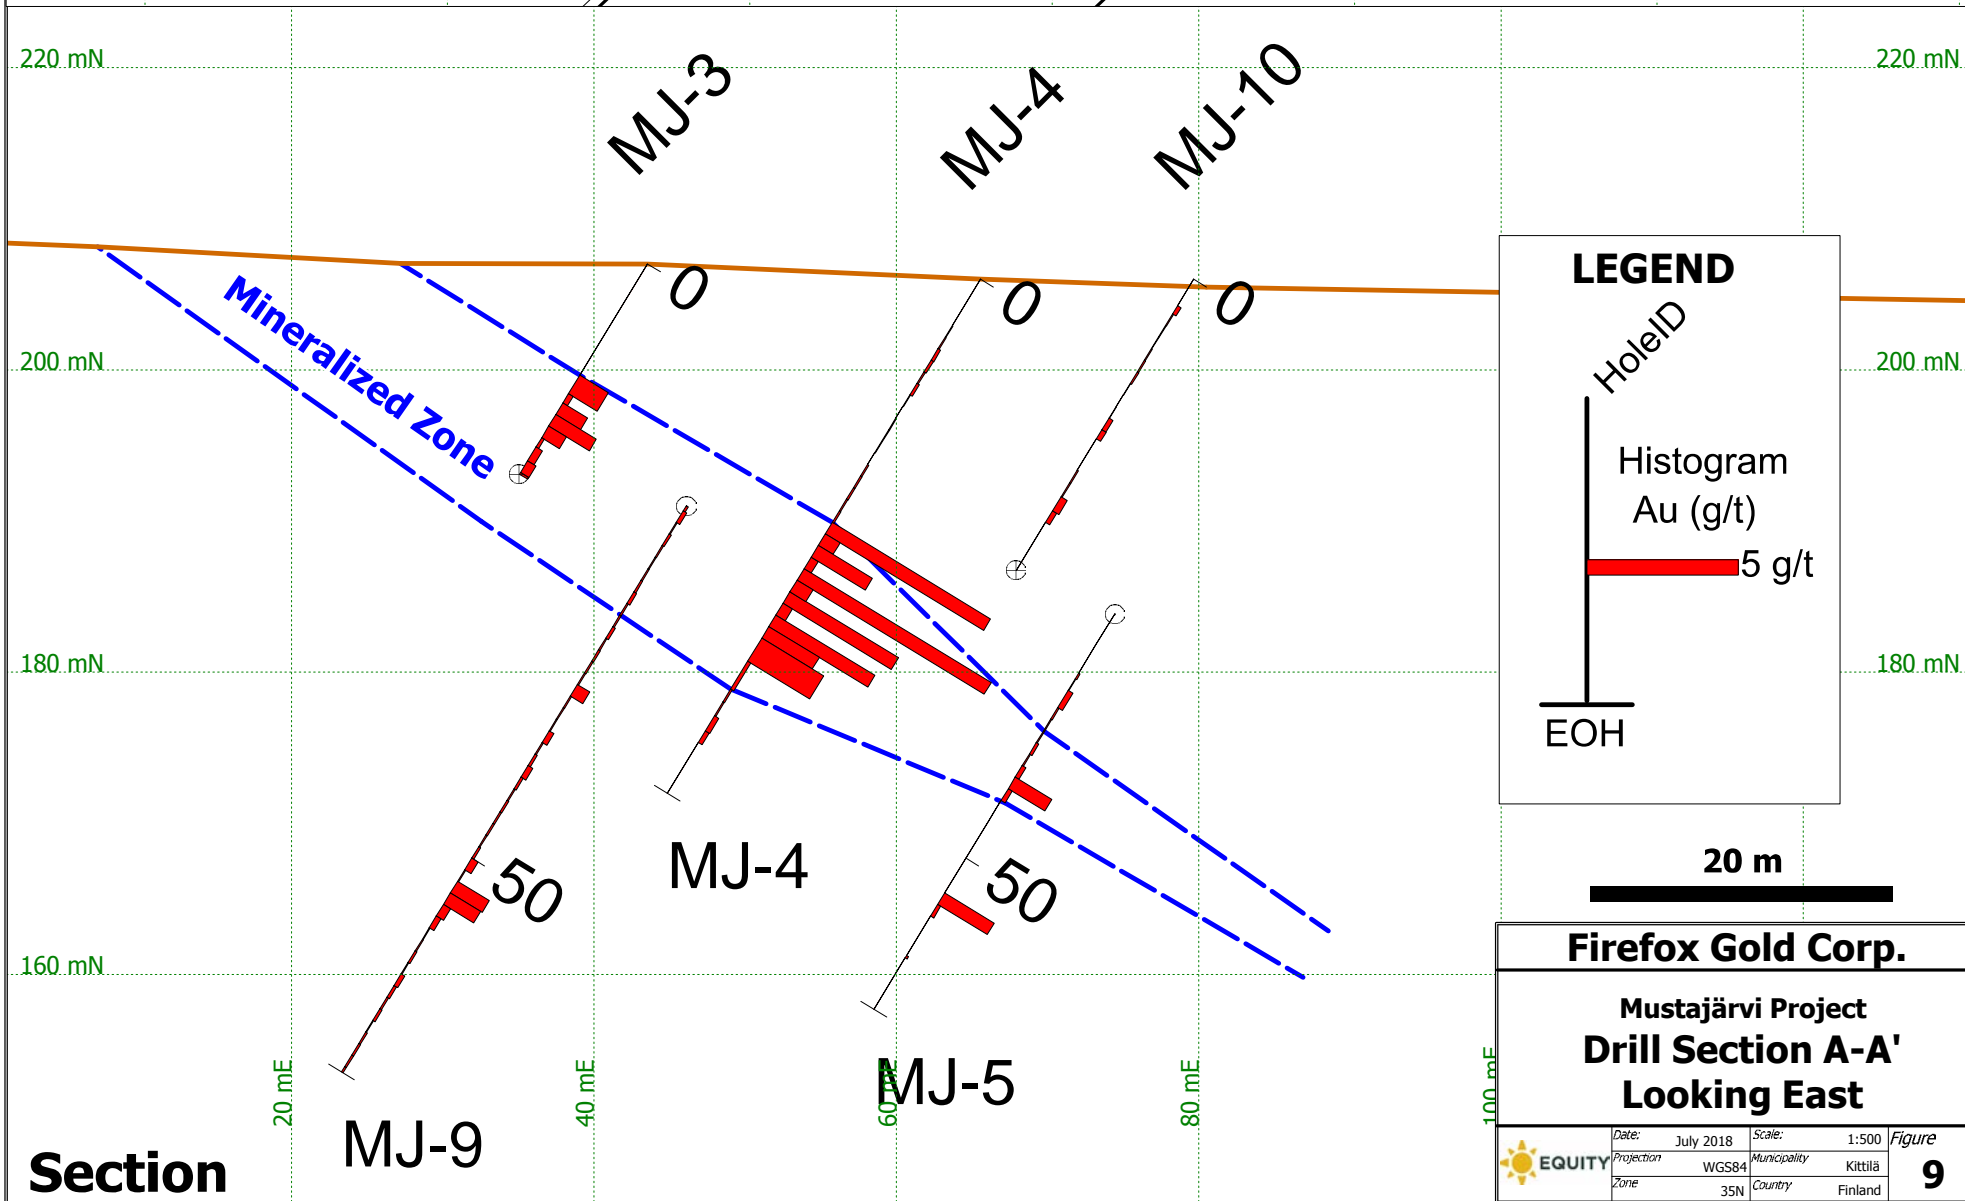 220 mN
220 mN
MJ-3
MJ-4
MJ-10
0
0
0
Mineralized Zone
200 mN
200 mN
LEGEND
HoleID
Histogram
Au (g/t)
5 g/t
EOH
180 mN
180 mN
MJ-4
50
50
20 m
160 mN
MJ-5
MJ-9
20 mE
40 mE
60 mE
80 mE
100 mE
Section
Firefox Gold Corp.
Mustajärvi Project
Drill Section A-A'
Looking East
EQUITY
Date: July 2018 Scale: 1:500 Figure
Projection WGS84 Municipality Kittilä 9
Zone 35N Country Finland